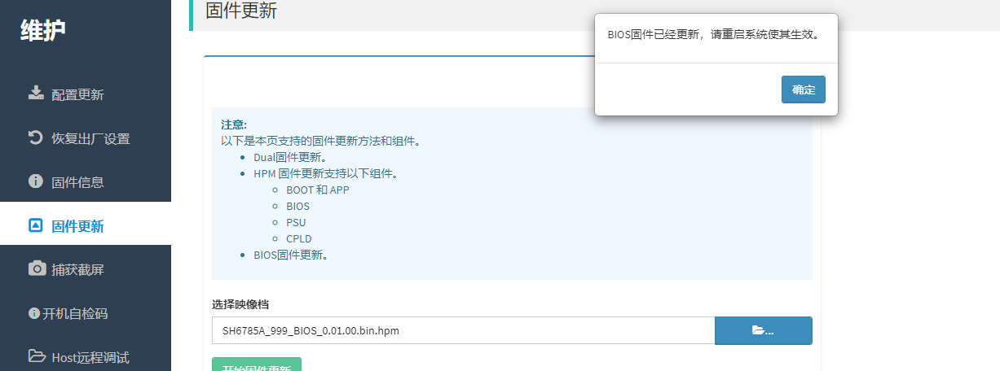 维护
配置更新
恢复出厂设置
固件信息
固件更新
捕获截屏
开机自检码
Host远程调试
固件更新
BIOS固件已经更新，请重启系统使其生效。
确定
注意:
以下是本页支持的固件更新方法和组件。
Dual固件更新。
HPM 固件更新支持以下组件。
BOOT 和 APP
BIOS
PSU
CPLD
BIOS固件更新。
选择映像档
SH6785A_999_BIOS_0.01.00.bin.hpm
...
开始固件更新